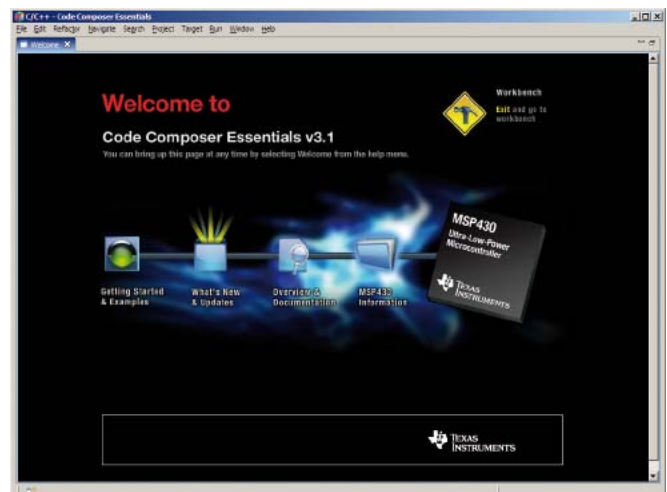 C/C++ - Code Composer Essentials
File Edit Refactor Navigate Search Project Target Run Window Help
Welcome
Welcome to
Code Composer Essentials v3.1
You can bring up this page at any time by selecting Welcome from the help menu.
Workbench
Exit and go to
workbench
MSP430
Ultra-Low-Power
Microcontroller
TEXAS
INSTRUMENTS
Getting Started
& Examples
What's New
& Updates
Overview &
Documentation
MSP430
Information
TEXAS
INSTRUMENTS